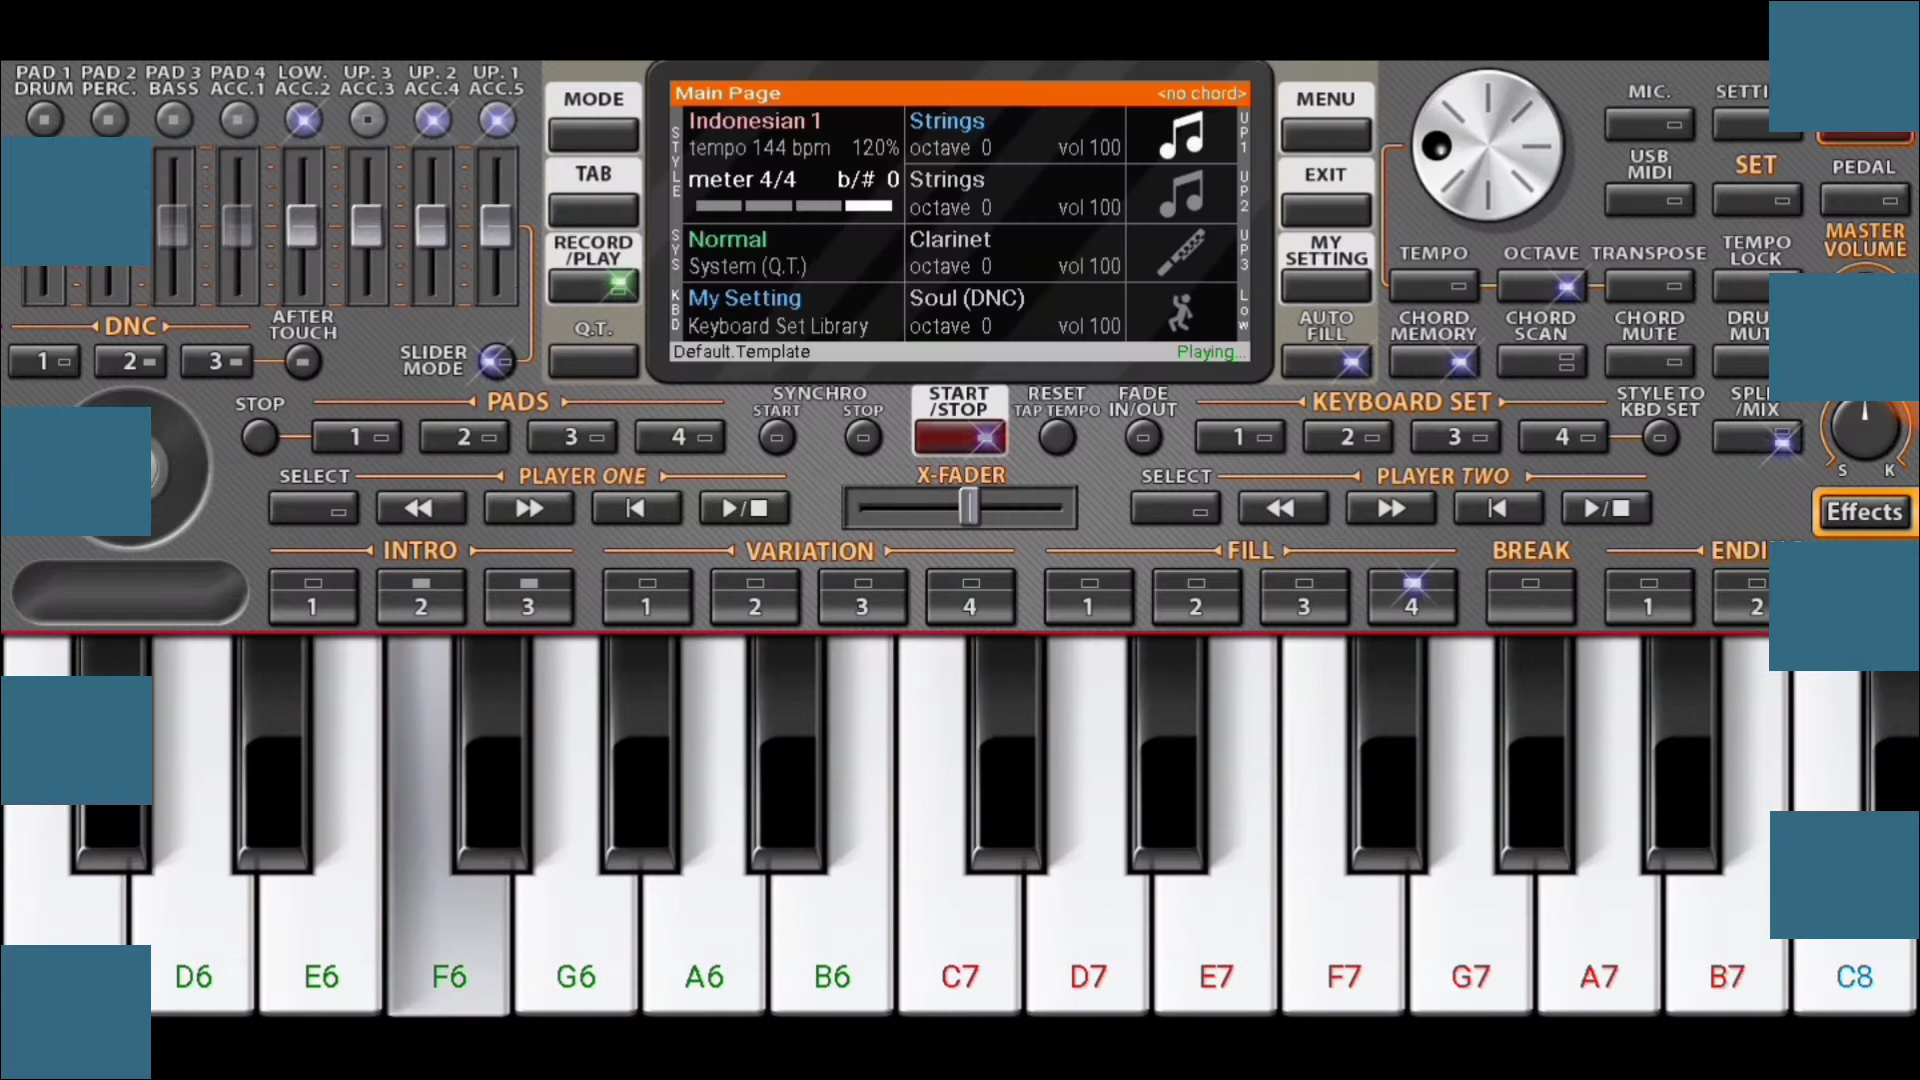 PAD 1 PAD 2 PAD 3 PAD 4 LOW. UP. 3 UP. 2 UP. 1
DRUM PERC. BASS ACC.1 ACC.2 ACC.3 ACC.4 ACC.5
MODE
TAB
RECORD
/PLAY
Q.T.
Main Page <no chord>
STYLE
Indonesian 1
tempo 144 bpm 120%
meter 4/4 b/# 0
SYS
Normal
System (Q.T.)
KBD
My Setting
Keyboard Set Library
Strings
octave 0 vol 100
UP1
Strings
octave 0 vol 100
UP2
Clarinet
octave 0 vol 100
UP3
Soul (DNC)
octave 0 vol 100
LOW
Default.Template Playing...
MENU
EXIT
MY
SETTING
AUTO
FILL
MIC.
USB
MIDI
SET
PEDAL
MASTER
VOLUME
TEMPO OCTAVE TRANSPOSE TEMPO
LOCK
CHORD
MEMORY
CHORD
SCAN
CHORD
MUTE
DNC
1 2 3
AFTER
TOUCH
SLIDER
MODE
STOP
PADS
1 2 3 4
SYNCHRO
START STOP
START
/STOP
RESET
TAP TEMPO
FADE
IN/OUT
KEYBOARD SET
1 2 3 4
STYLE TO
KBD SET
/MIX
S K
SELECT PLAYER ONE
X-FADER
SELECT PLAYER TWO
Effects
INTRO
1 2 3
VARIATION
1 2 3 4
FILL
1 2 3 4
BREAK
1 2
D6 E6 F6 G6 A6 B6 C7 D7 E7 F7 G7 A7 B7 C8